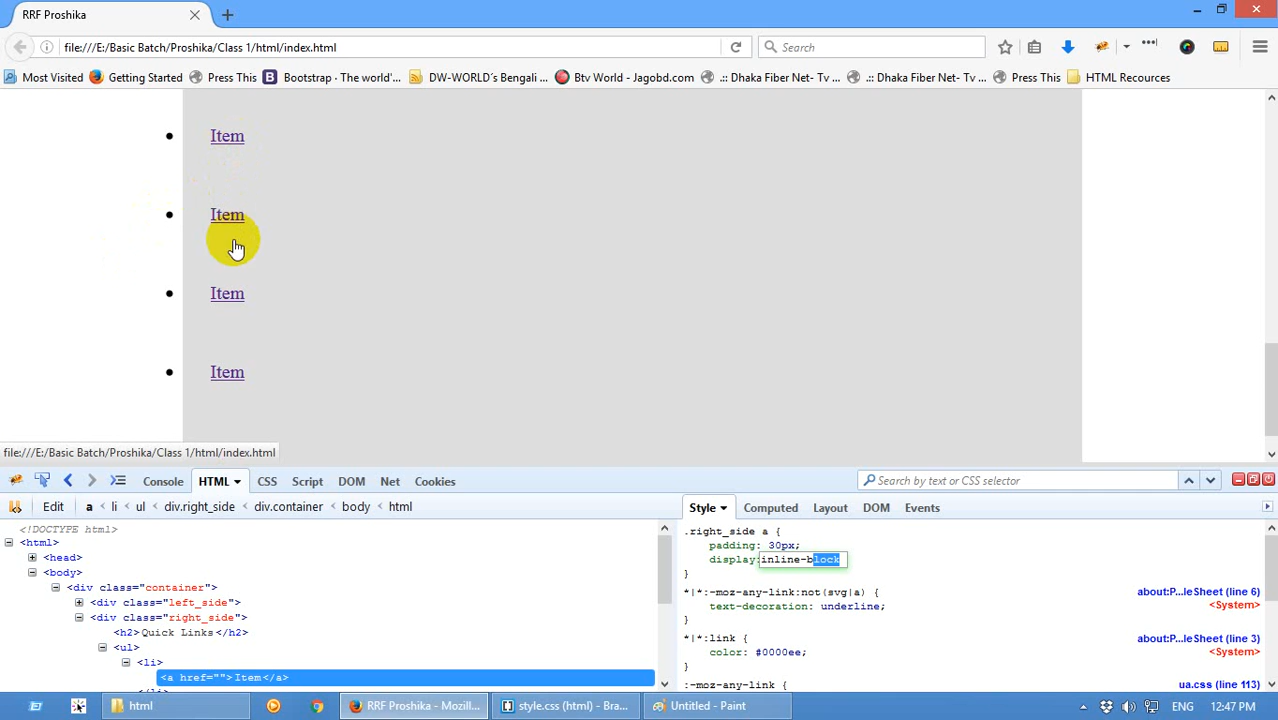 RRF Proshika
file:///E:/Basic Batch/Proshika/Class 1/html/index.html
Search
Most Visited Getting Started Press This Bootstrap · The world'... DW-WORLD´s Bengali ... Btv World - Jagobd.com .:: Dhaka Fiber Net- Tv ... .:: Dhaka Fiber Net- Tv ... Press This HTML Recources
Item
Item
Item
Item
file:///E:/Basic Batch/Proshika/Class 1/html/index.html
Console HTML CSS Script DOM Net Cookies
Search by text or CSS selector
Edit a li ul div.right_side div.container body html
Style Computed Layout DOM Events
<!DOCTYPE html>
<html>
<head>
<body>
<div class="container">
<div class="left_side">
<div class="right_side">
<h2>Quick Links</h2>
<ul>
<li>
<a href="">Item</a>
</li>
.right_side a {
padding: 30px;
display:inline-block
}
*|*:-moz-any-link:not(svg|a) { about:P...leSheet (line 6)
text-decoration: underline; <System>
}
*|*:link { about:P...leSheet (line 3)
color: #0000ee; <System>
}
:-moz-any-link { ua.css (line 113)
html
RRF Proshika - Mozill...
style.css (html) - Bra...
Untitled - Paint
ENG
12:47 PM